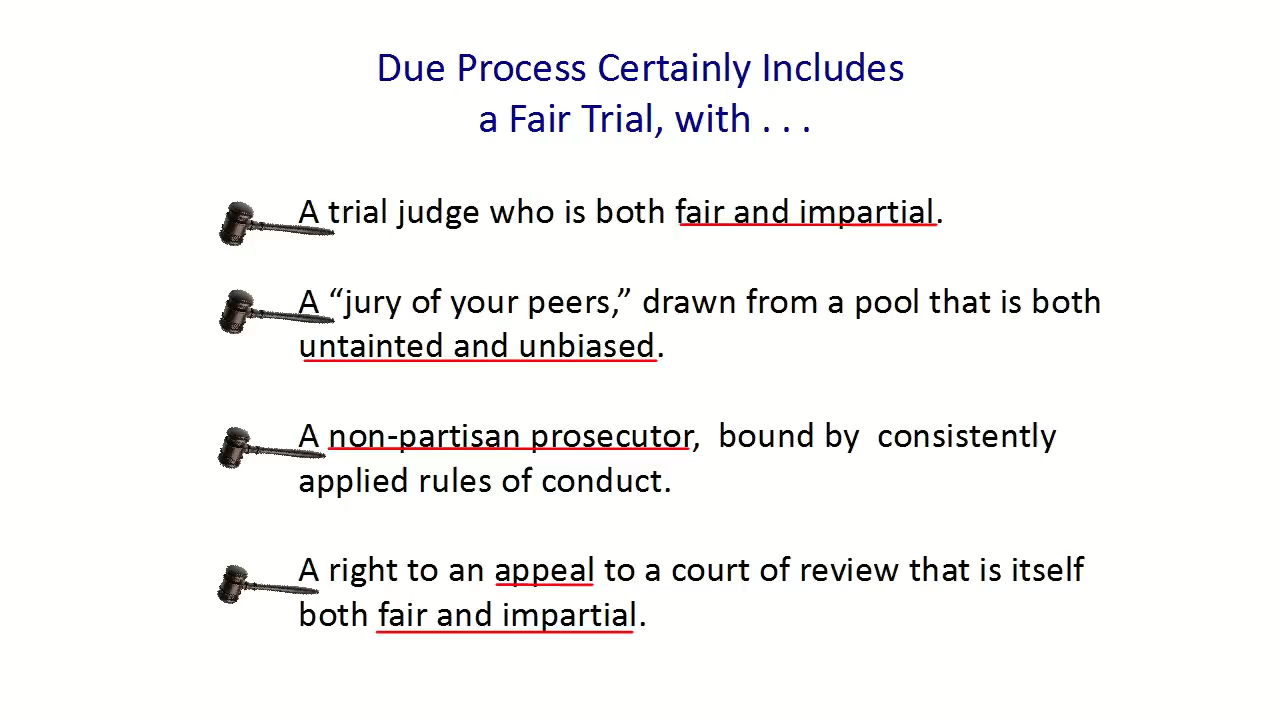 Due Process Certainly Includes
a Fair Trial, with . . .
A trial judge who is both fair and impartial.
A “jury of your peers,” drawn from a pool that is both
untainted and unbiased.
A non-partisan prosecutor, bound by consistently
applied rules of conduct.
A right to an appeal to a court of review that is itself
both fair and impartial.